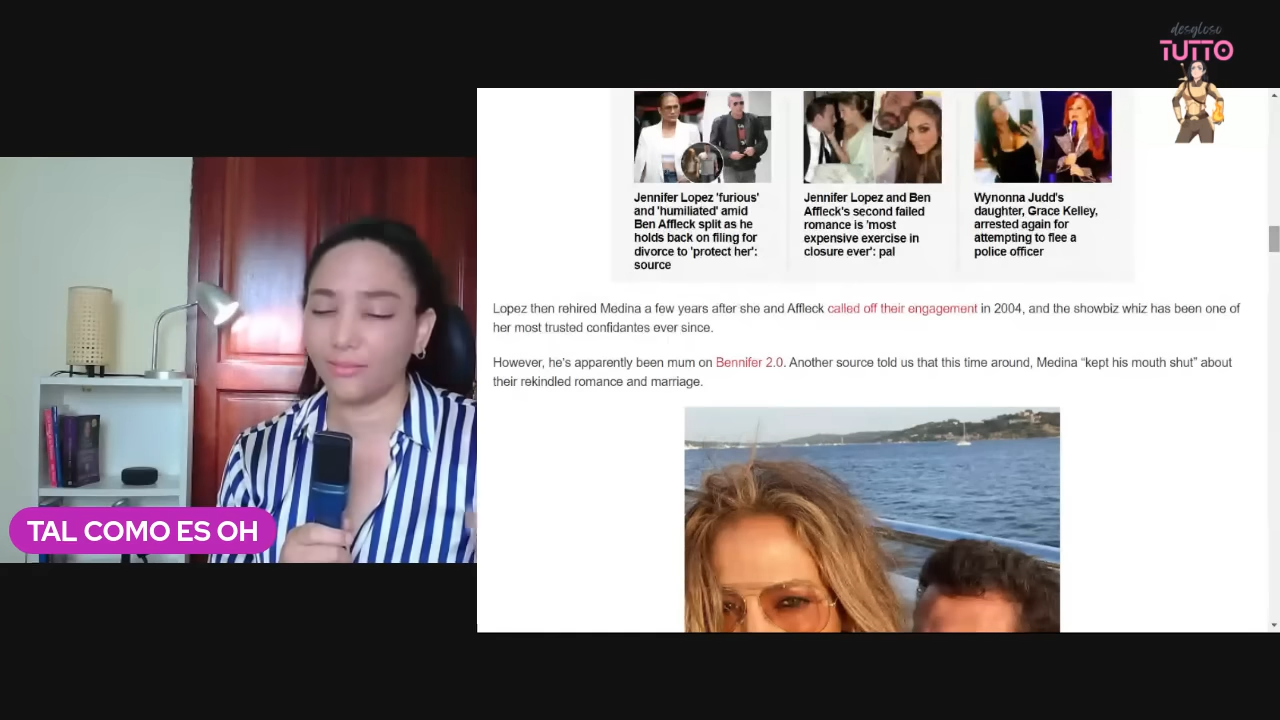 desgloso
TUTTO
Jennifer Lopez 'furious'
and 'humiliated' amid
Ben Affleck split as he
holds back on filing for
divorce to 'protect her':
source
Jennifer Lopez and Ben
Affleck's second failed
romance is 'most
expensive exercise in
closure ever': pal
Wynonna Judd's
daughter, Grace Kelley,
arrested again for
attempting to flee a
police officer
Lopez then rehired Medina a few years after she and Affleck called off their engagement in 2004, and the showbiz whiz has been one of
her most trusted confidantes ever since.
However, he's apparently been mum on Bennifer 2.0. Another source told us that this time around, Medina “kept his mouth shut” about
their rekindled romance and marriage.
TAL COMO ES OH